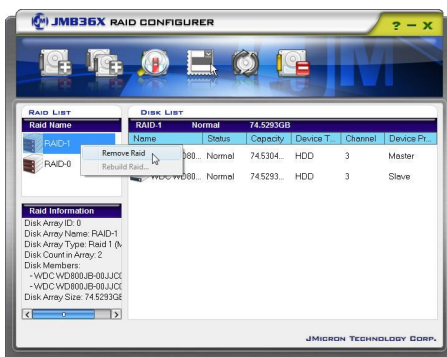 JMB36X RAID CONFIGURER
? – X
RAID LIST
Raid Name
RAID-1
RAID-0
Remove Raid
Rebuild Raid...
DISK LIST
RAID-1 Normal 74.5293GB
Name Status Capacity Device T... Channel Device Pr...
D80... Normal 74.5304... HDD 3 Master
WDC WD80... Normal 74.5293... HDD 3 Slave
Raid Information
Disk Array ID: 0
Disk Array Name: RAID-1
Disk Array Type: Raid 1 (M
Disk Count in Array: 2
Disk Members:
- WDC WD800JB-00JJC
- WDC WD800JB-00JJC
Disk Array Size: 74.5293GB
JMICRON TECHNOLOGY CORP.